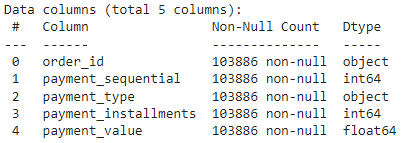 Data columns (total 5 columns):
 #   Column                Non-Null Count   Dtype
---  ------                --------------   -----
 0   order_id              103886 non-null  object
 1   payment_sequential    103886 non-null  int64
 2   payment_type          103886 non-null  object
 3   payment_installments  103886 non-null  int64
 4   payment_value         103886 non-null  float64